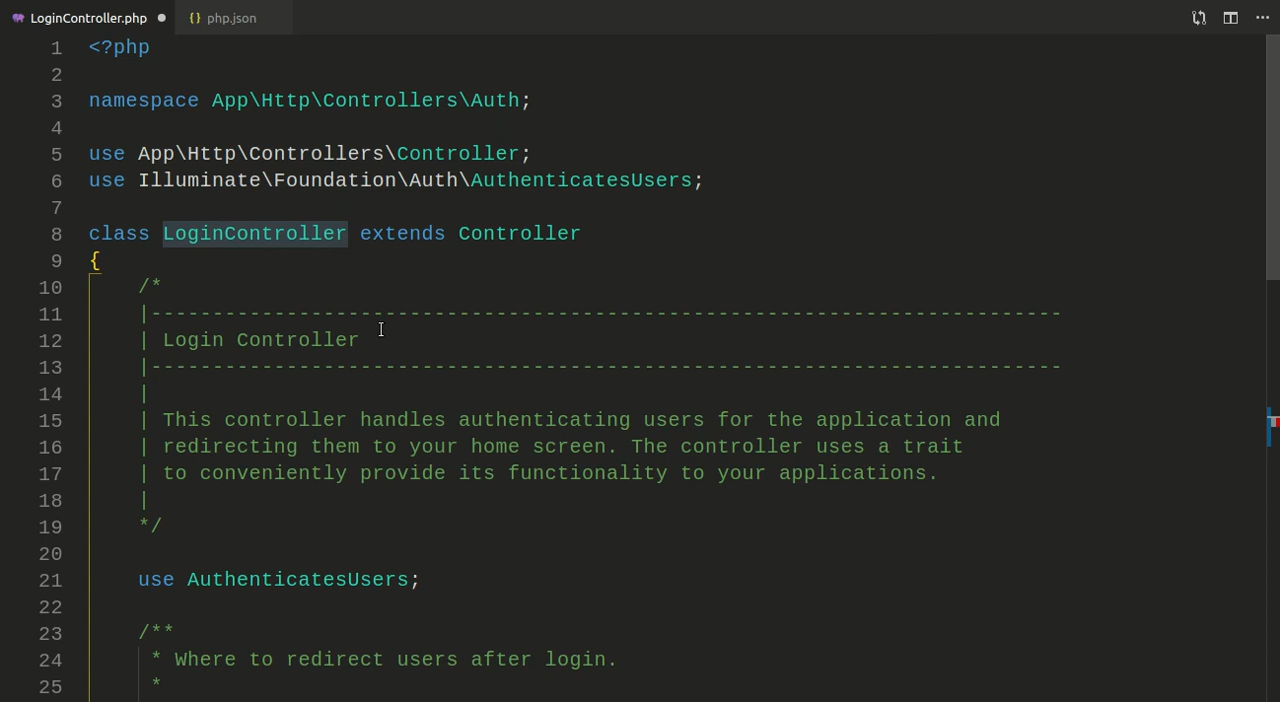 LoginController.php
{} php.json
1 <?php
2
3 namespace App\Http\Controllers\Auth;
4
5 use App\Http\Controllers\Controller;
6 use Illuminate\Foundation\Auth\AuthenticatesUsers;
7
8 class LoginController extends Controller
9 {
10 /*
11 |--------------------------------------------------------------------------
12 | Login Controller
13 |--------------------------------------------------------------------------
14 |
15 | This controller handles authenticating users for the application and
16 | redirecting them to your home screen. The controller uses a trait
17 | to conveniently provide its functionality to your applications.
18 |
19 */
20
21 use AuthenticatesUsers;
22
23 /**
24 * Where to redirect users after login.
25 *